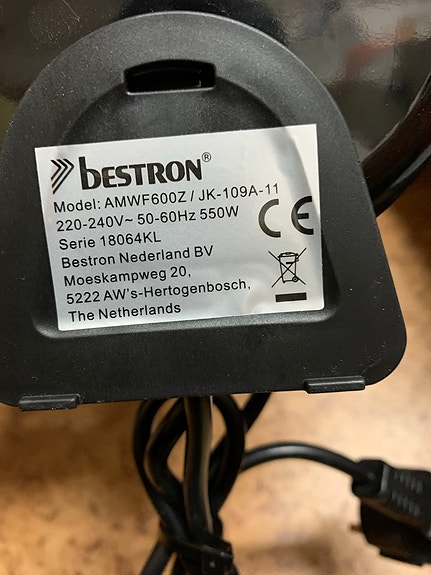 bestron®
Model: AMWF600Z / JK-109A-11
220-240V~ 50-60Hz 550W
Serie 18064KL
Bestron Nederland BV
Moeskampweg 20,
5222 AW's-Hertogenbosch,
The Netherlands
CE